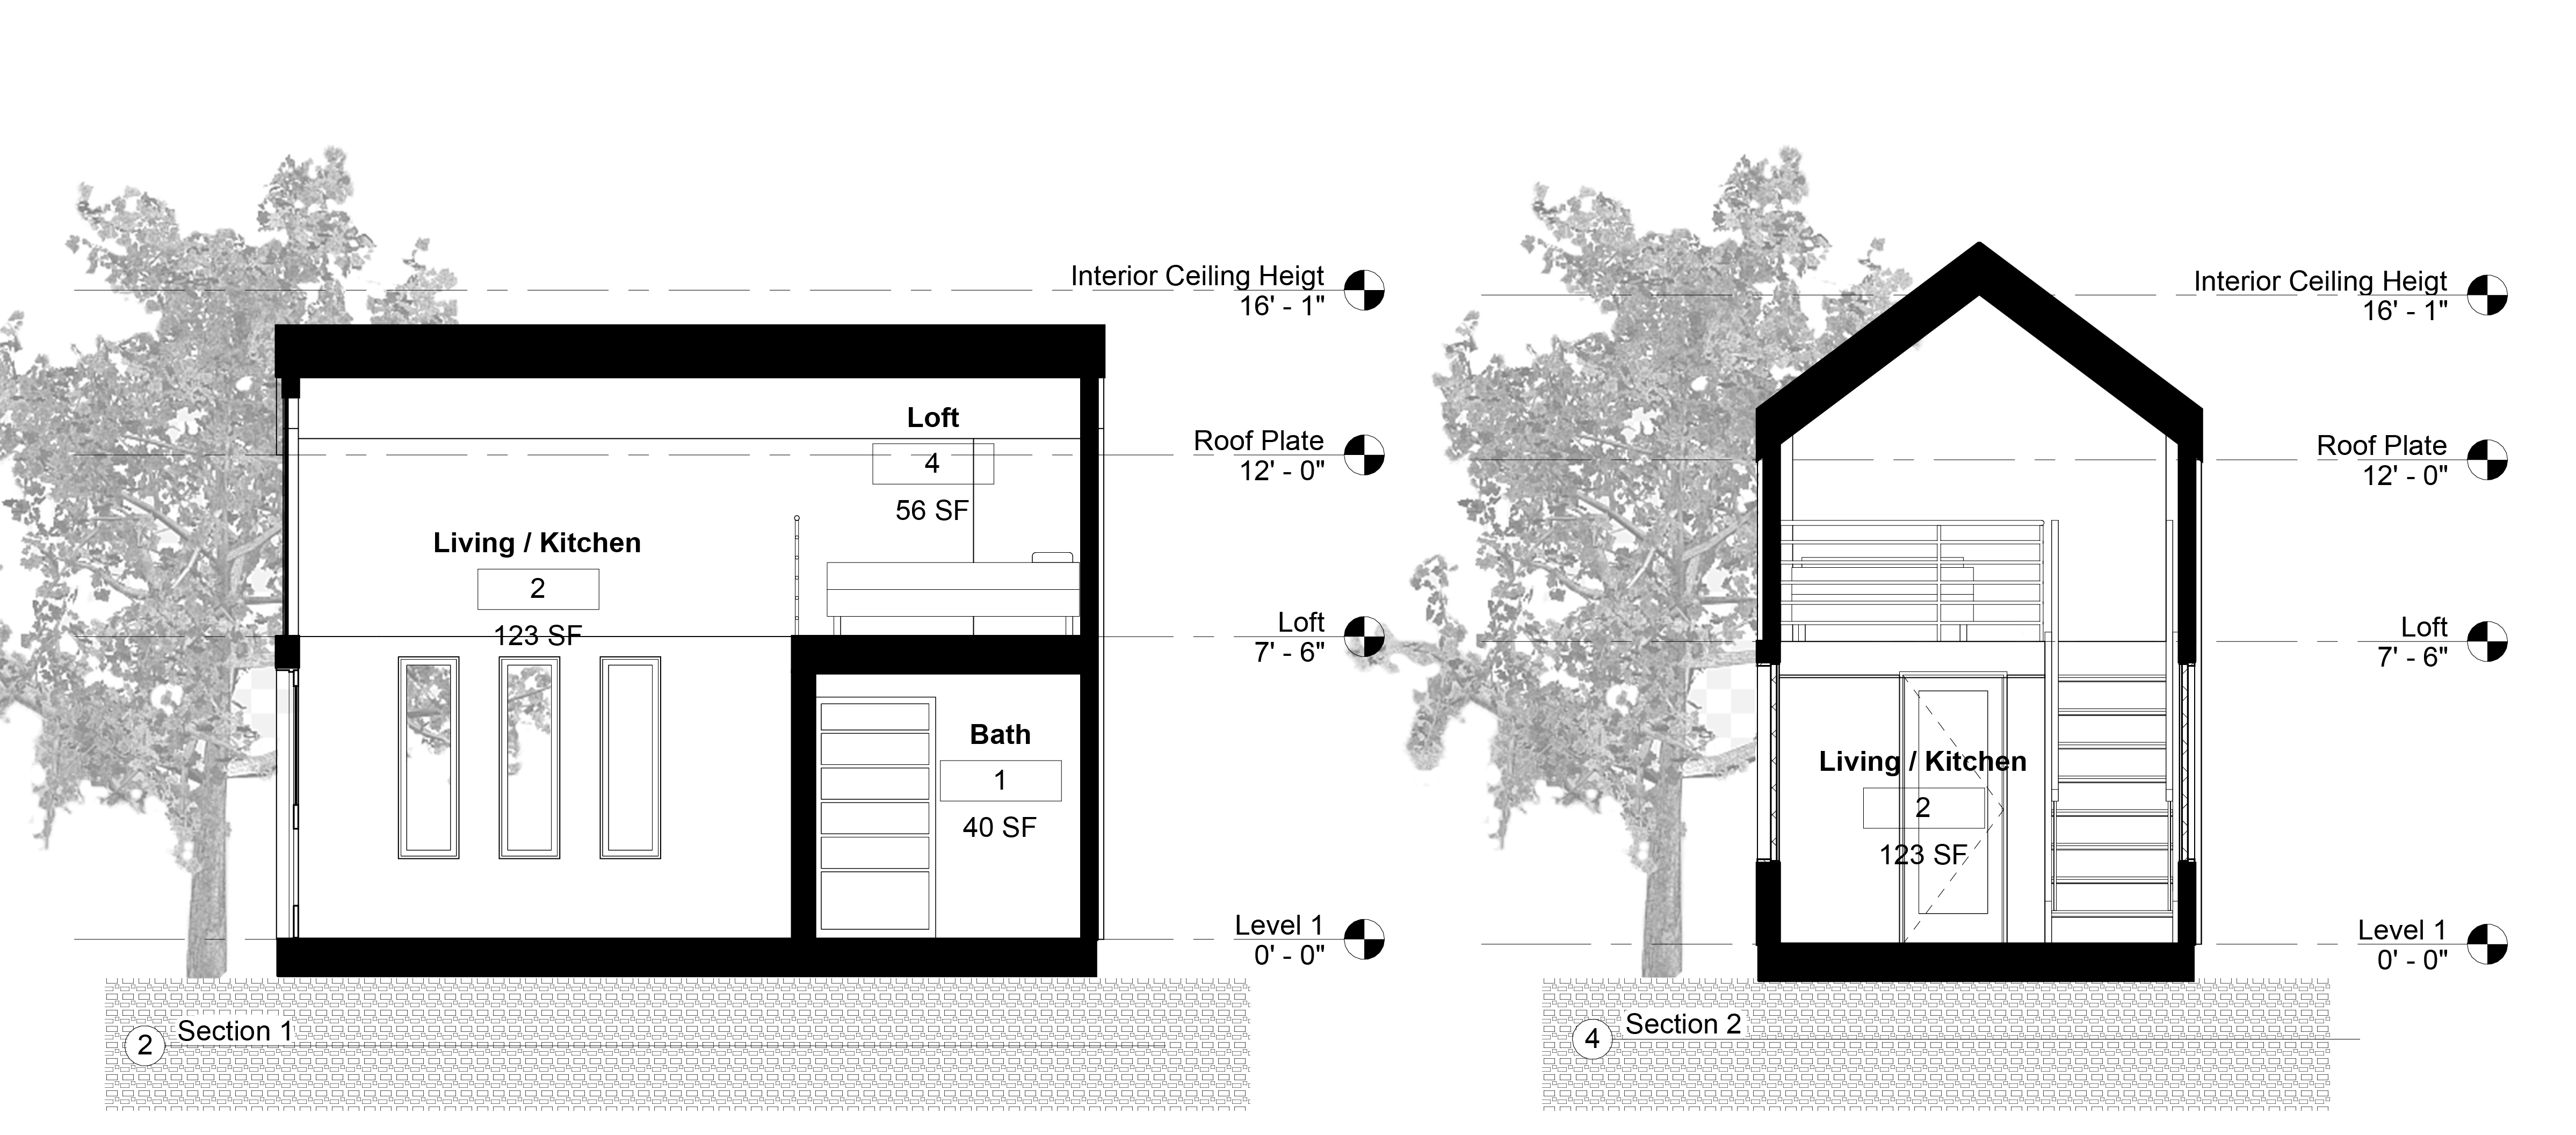 Interior Ceiling Heigt
16' - 1"
Loft
4
56 SF
Roof Plate
12' - 0"
Living / Kitchen
2
123 SF
Loft
7' - 6"
Bath
1
40 SF
Level 1
0' - 0"
2 Section 1
Interior Ceiling Heigt
16' - 1"
Roof Plate
12' - 0"
Loft
7' - 6"
Living / Kitchen
2
123 SF
Level 1
0' - 0"
4 Section 2